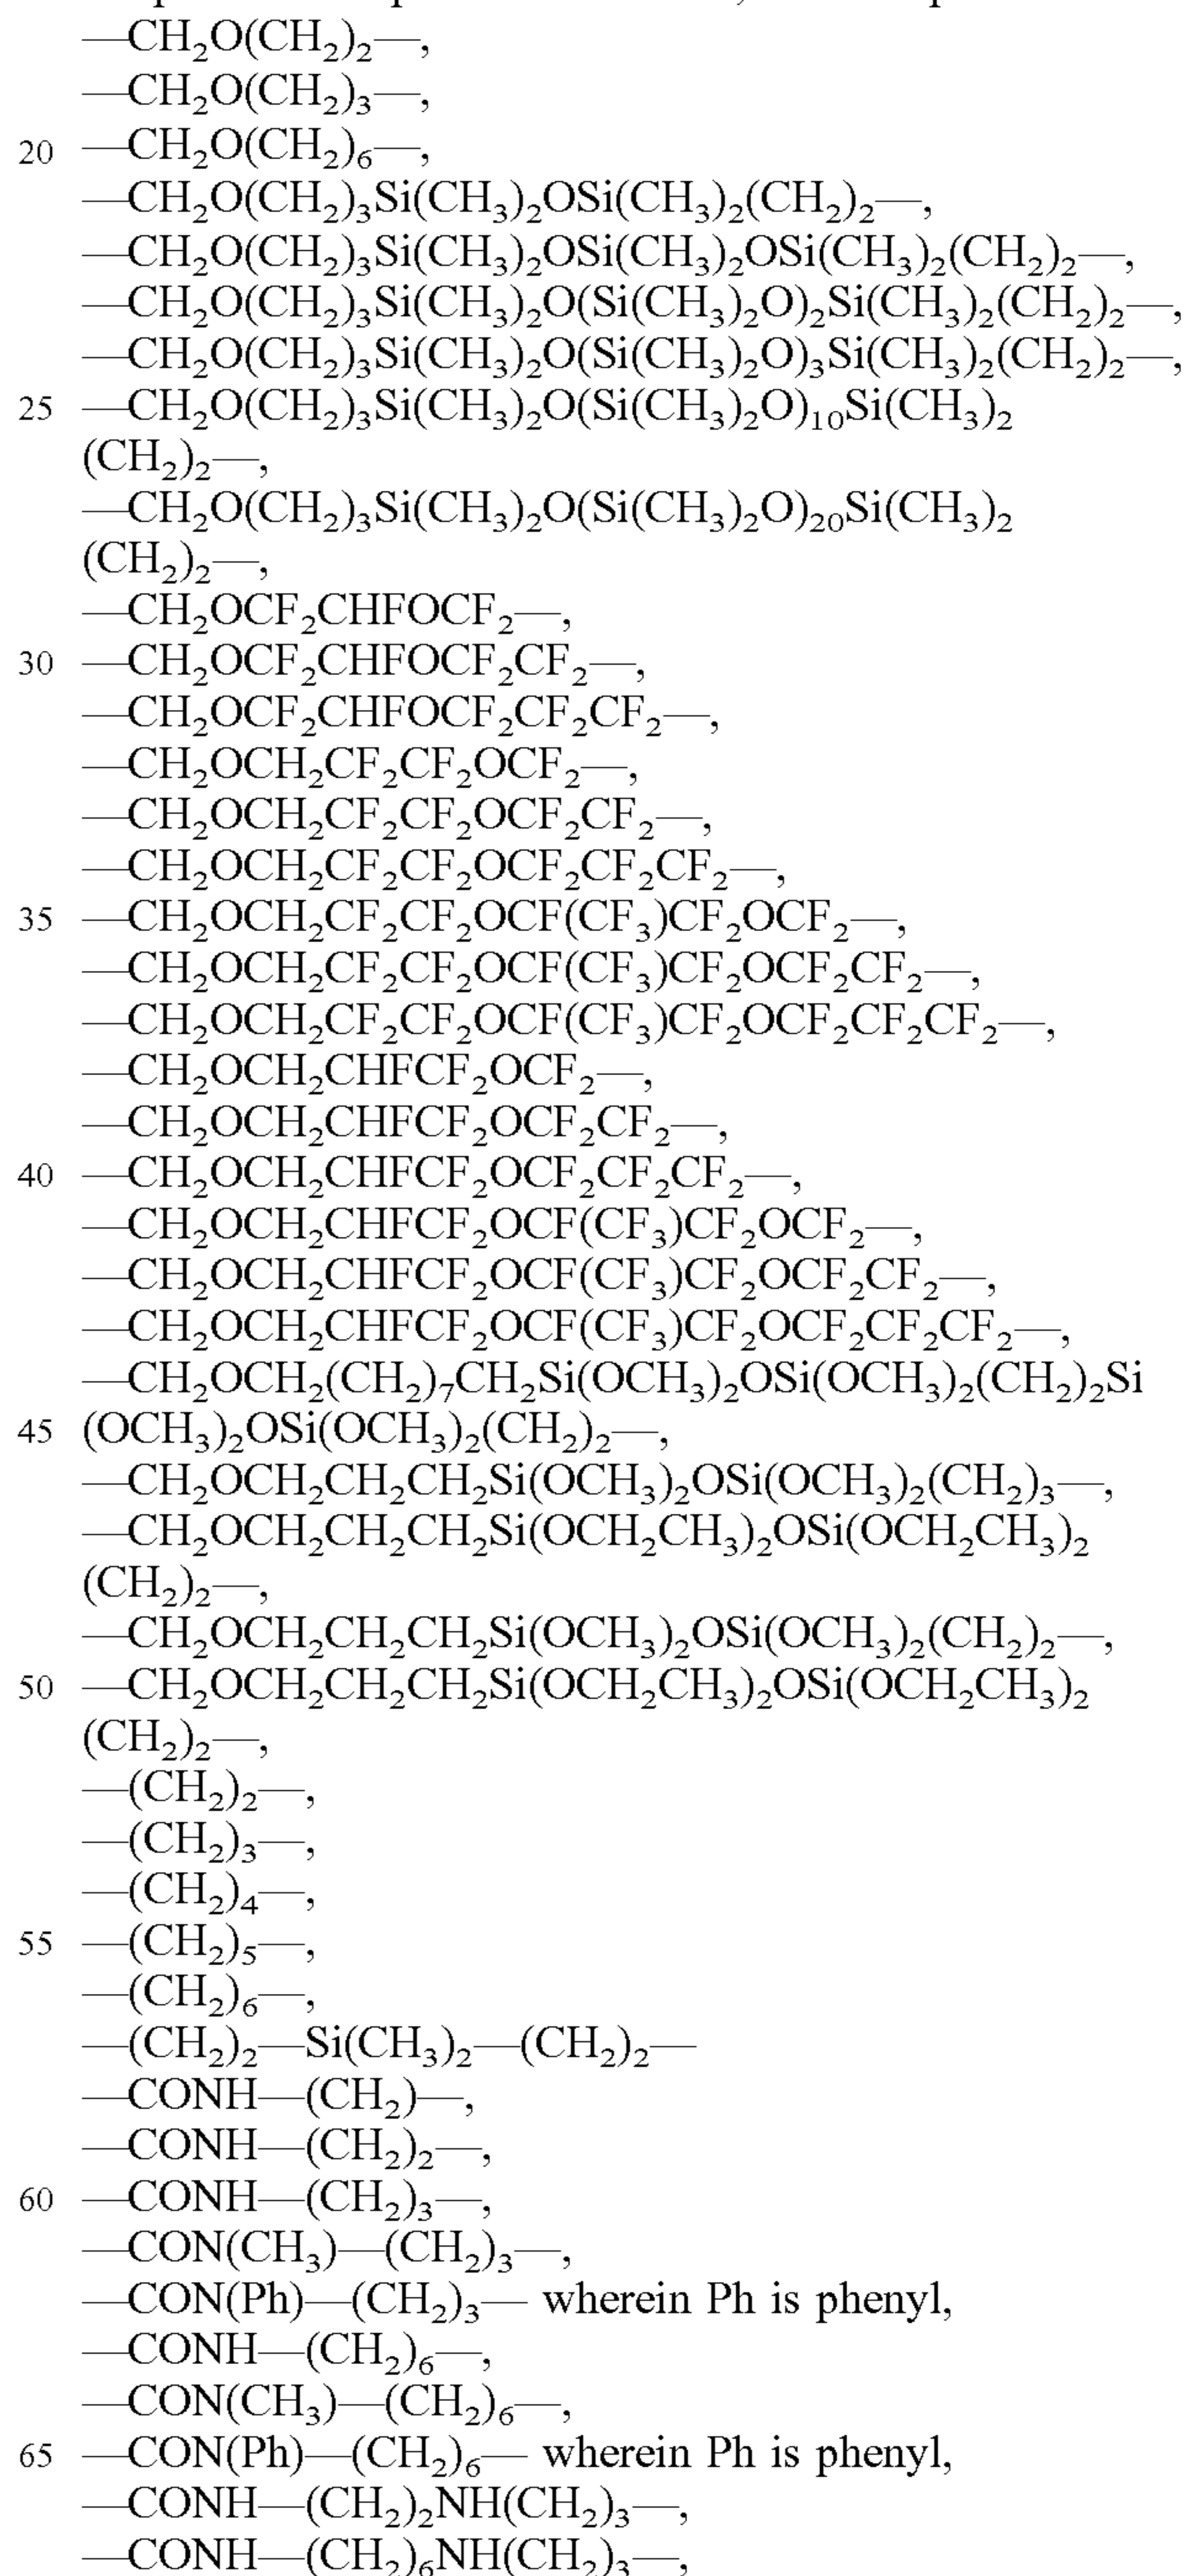 —CH₂O(CH₂)₂—,
—CH₂O(CH₂)₃—,
20 —CH₂O(CH₂)₆—,
—CH₂O(CH₂)₃Si(CH₃)₂OSi(CH₃)₂(CH₂)₂—,
—CH₂O(CH₂)₃Si(CH₃)₂OSi(CH₃)₂OSi(CH₃)₂(CH₂)₂—,
—CH₂O(CH₂)₃Si(CH₃)₂O(Si(CH₃)₂O)₂Si(CH₃)₂(CH₂)₂—,
—CH₂O(CH₂)₃Si(CH₃)₂O(Si(CH₃)₂O)₃Si(CH₃)₂(CH₂)₂—,
25 —CH₂O(CH₂)₃Si(CH₃)₂O(Si(CH₃)₂O)₁₀Si(CH₃)₂
(CH₂)₂—,
—CH₂O(CH₂)₃Si(CH₃)₂O(Si(CH₃)₂O)₂₀Si(CH₃)₂
(CH₂)₂—,
—CH₂OCF₂CHFOCF₂—,
30 —CH₂OCF₂CHFOCF₂CF₂—,
—CH₂OCF₂CHFOCF₂CF₂CF₂—,
—CH₂OCH₂CF₂CF₂OCF₂—,
—CH₂OCH₂CF₂CF₂OCF₂CF₂—,
—CH₂OCH₂CF₂CF₂OCF₂CF₂CF₂—,
35 —CH₂OCH₂CF₂CF₂OCF(CF₃)CF₂OCF₂—,
—CH₂OCH₂CF₂CF₂OCF(CF₃)CF₂OCF₂CF₂—,
—CH₂OCH₂CF₂CF₂OCF(CF₃)CF₂OCF₂CF₂CF₂—,
—CH₂OCH₂CHFCF₂OCF₂—,
—CH₂OCH₂CHFCF₂OCF₂CF₂—,
40 —CH₂OCH₂CHFCF₂OCF₂CF₂CF₂—,
—CH₂OCH₂CHFCF₂OCF(CF₃)CF₂OCF₂—,
—CH₂OCH₂CHFCF₂OCF(CF₃)CF₂OCF₂CF₂—,
—CH₂OCH₂CHFCF₂OCF(CF₃)CF₂OCF₂CF₂CF₂—,
—CH₂OCH₂(CH₂)₇CH₂Si(OCH₃)₂OSi(OCH₃)₂(CH₂)₂Si
45 (OCH₃)₂OSi(OCH₃)₂(CH₂)₂—,
—CH₂OCH₂CH₂CH₂Si(OCH₃)₂OSi(OCH₃)₂(CH₂)₃—,
—CH₂OCH₂CH₂CH₂Si(OCH₂CH₃)₂OSi(OCH₂CH₃)₂
(CH₂)₂—,
—CH₂OCH₂CH₂CH₂Si(OCH₃)₂OSi(OCH₃)₂(CH₂)₂—,
50 —CH₂OCH₂CH₂CH₂Si(OCH₂CH₃)₂OSi(OCH₂CH₃)₂
(CH₂)₂—,
—(CH₂)₂—,
—(CH₂)₃—,
—(CH₂)₄—,
55 —(CH₂)₅—,
—(CH₂)₆—,
—(CH₂)₂—Si(CH₃)₂—(CH₂)₂—
—CONH—(CH₂)—,
—CONH—(CH₂)₂—,
60 —CONH—(CH₂)₃—,
—CON(CH₃)—(CH₂)₃—,
—CON(Ph)—(CH₂)₃— wherein Ph is phenyl,
—CONH—(CH₂)₆—,
—CON(CH₃)—(CH₂)₆—,
65 —CON(Ph)—(CH₂)₆— wherein Ph is phenyl,
—CONH—(CH₂)₂NH(CH₂)₃—,
—CONH—(CH₂)₆NH(CH₂)₃—,